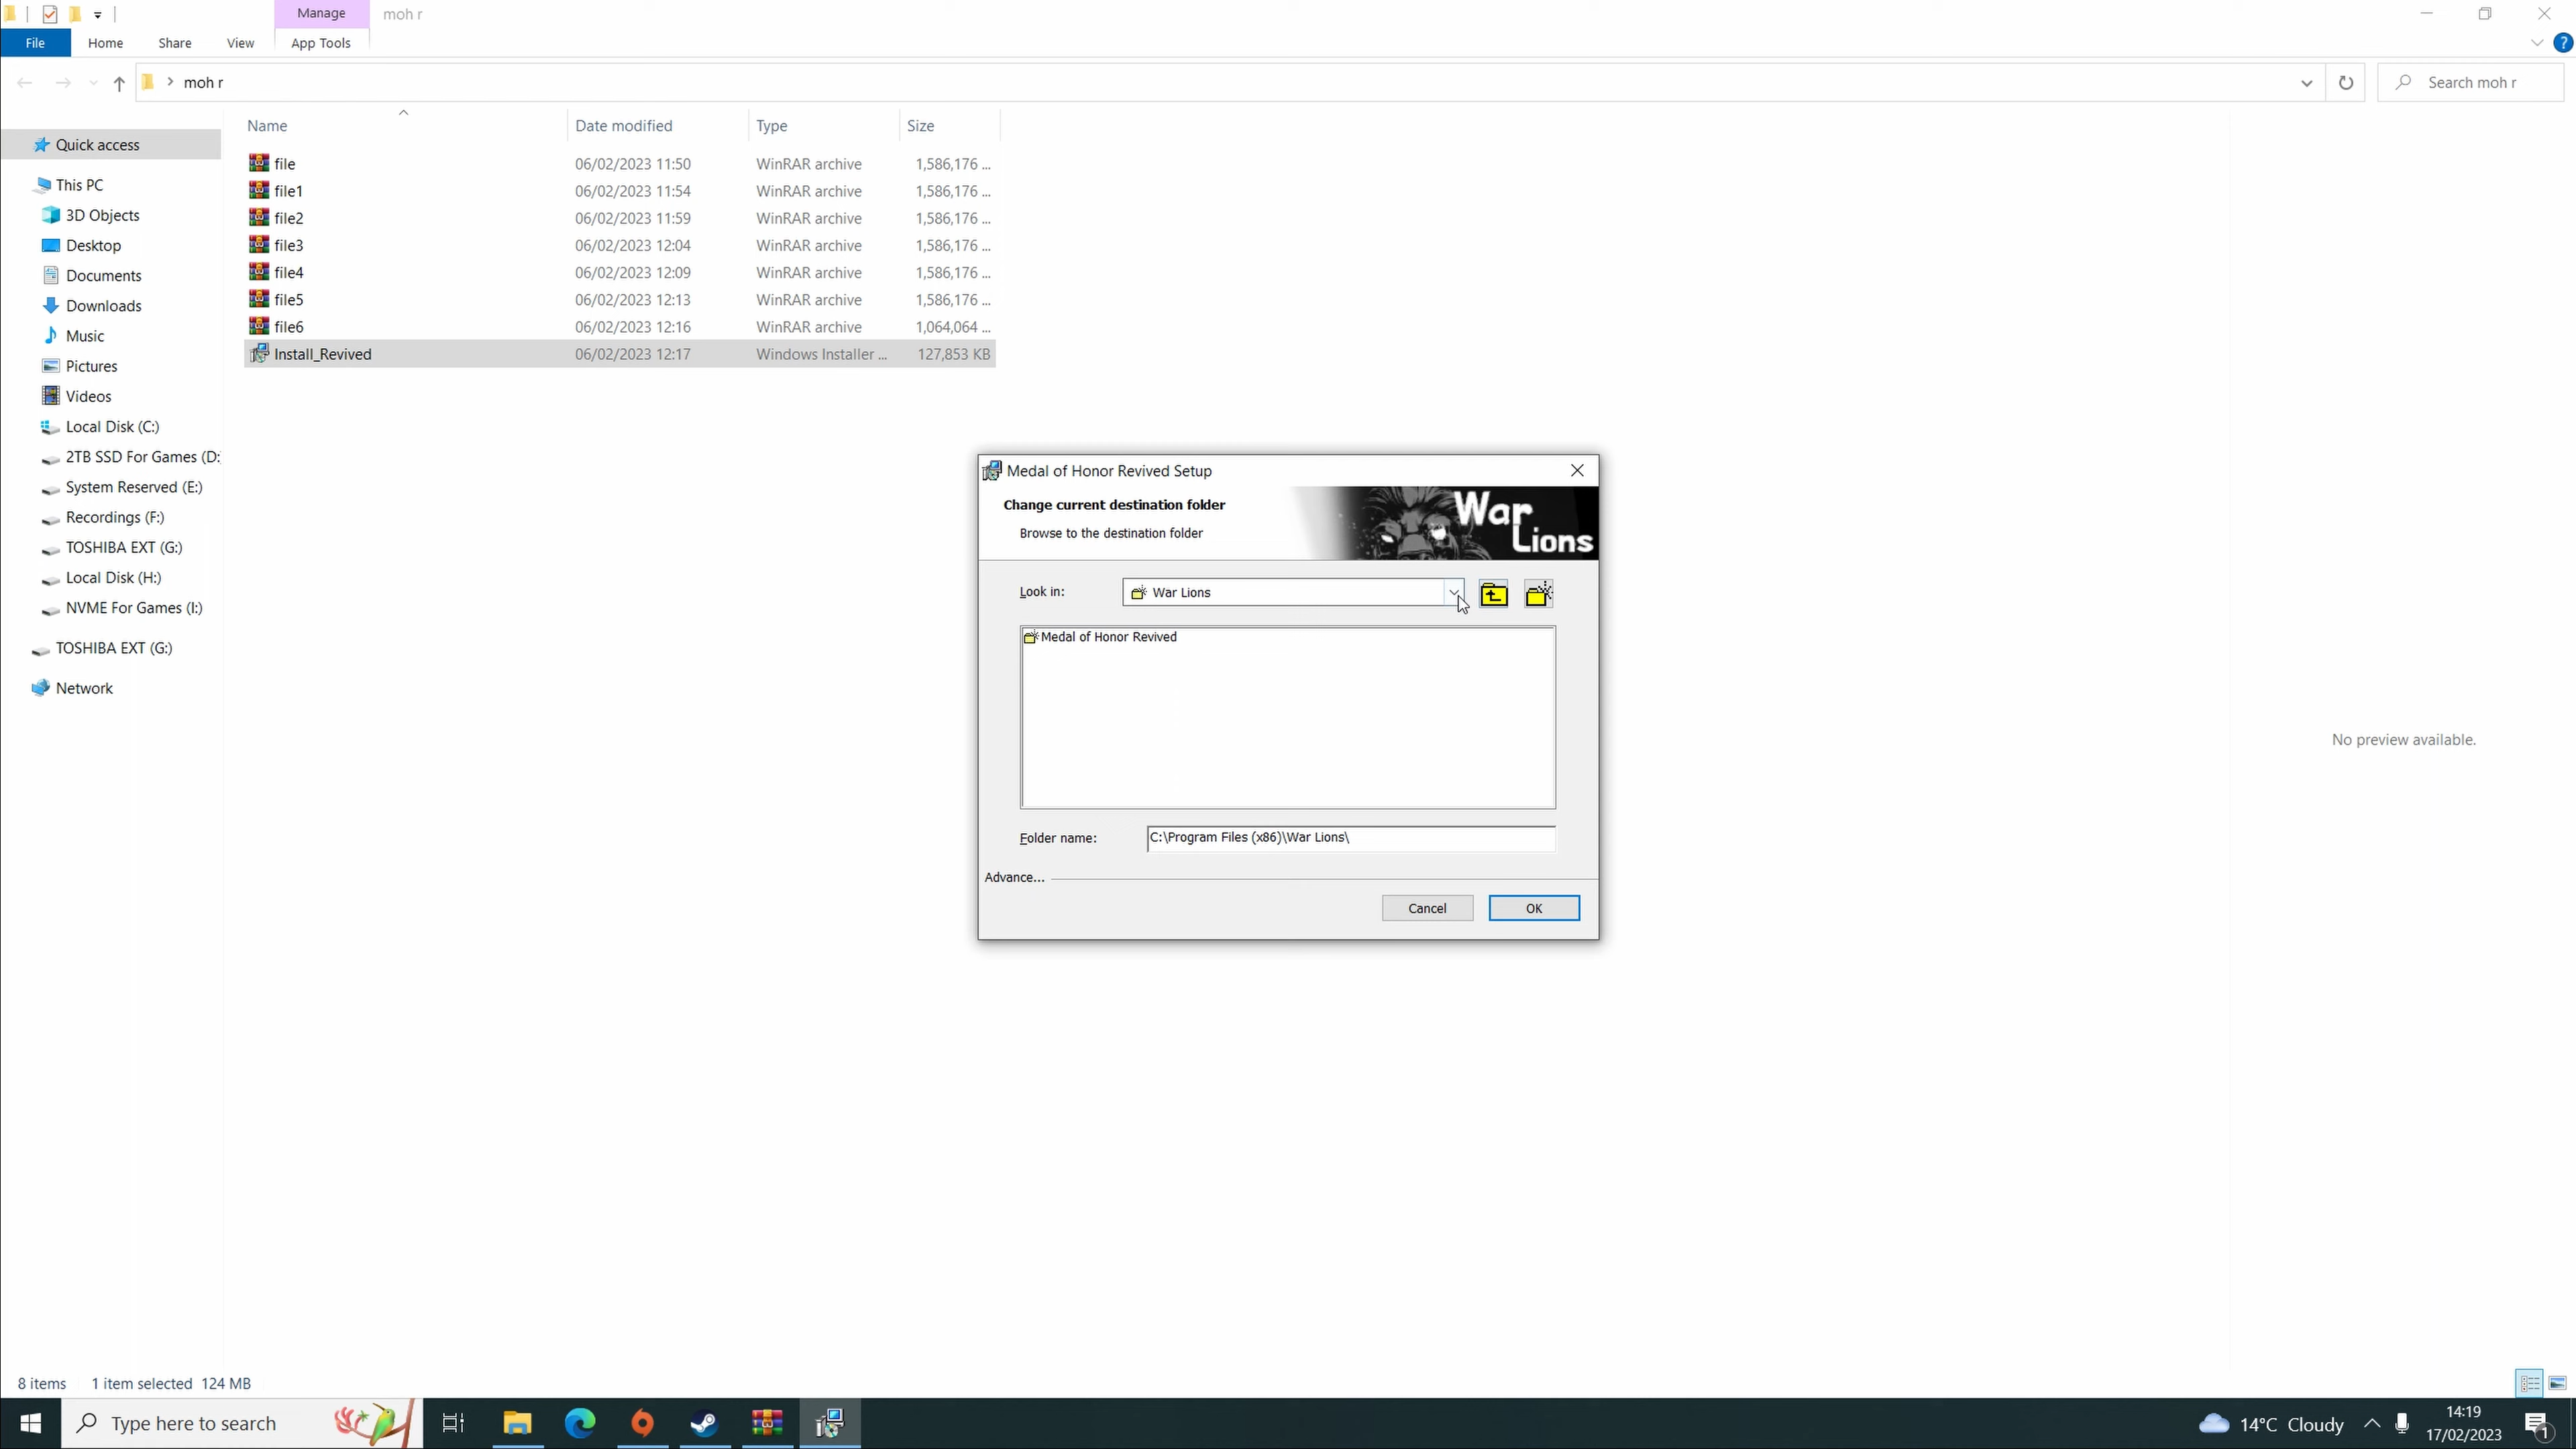 Manage
moh r
File
Home
Share
View
App Tools
moh r
Search moh r
Name
Date modified
Type
Size
Quick access
This PC
3D Objects
Desktop
Documents
Downloads
Music
Pictures
Videos
Local Disk (C:)
2TB SSD For Games (D:
System Reserved (E:)
Recordings (F:)
TOSHIBA EXT (G:)
Local Disk (H:)
NVME For Games (I:)
TOSHIBA EXT (G:)
Network
file 06/02/2023 11:50 WinRAR archive 1,586,176 ...
file1 06/02/2023 11:54 WinRAR archive 1,586,176 ...
file2 06/02/2023 11:59 WinRAR archive 1,586,176 ...
file3 06/02/2023 12:04 WinRAR archive 1,586,176 ...
file4 06/02/2023 12:09 WinRAR archive 1,586,176 ...
file5 06/02/2023 12:13 WinRAR archive 1,586,176 ...
file6 06/02/2023 12:16 WinRAR archive 1,064,064 ...
Install_Revived 06/02/2023 12:17 Windows Installer ... 127,853 KB
Medal of Honor Revived Setup
Change current destination folder
Browse to the destination folder
War
Lions
Look in:
War Lions
Medal of Honor Revived
Folder name:
C:\Program Files (x86)\War Lions\
Advance...
Cancel
OK
No preview available.
8 items 1 item selected 124 MB
Type here to search
14°C Cloudy
14:19
17/02/2023
1